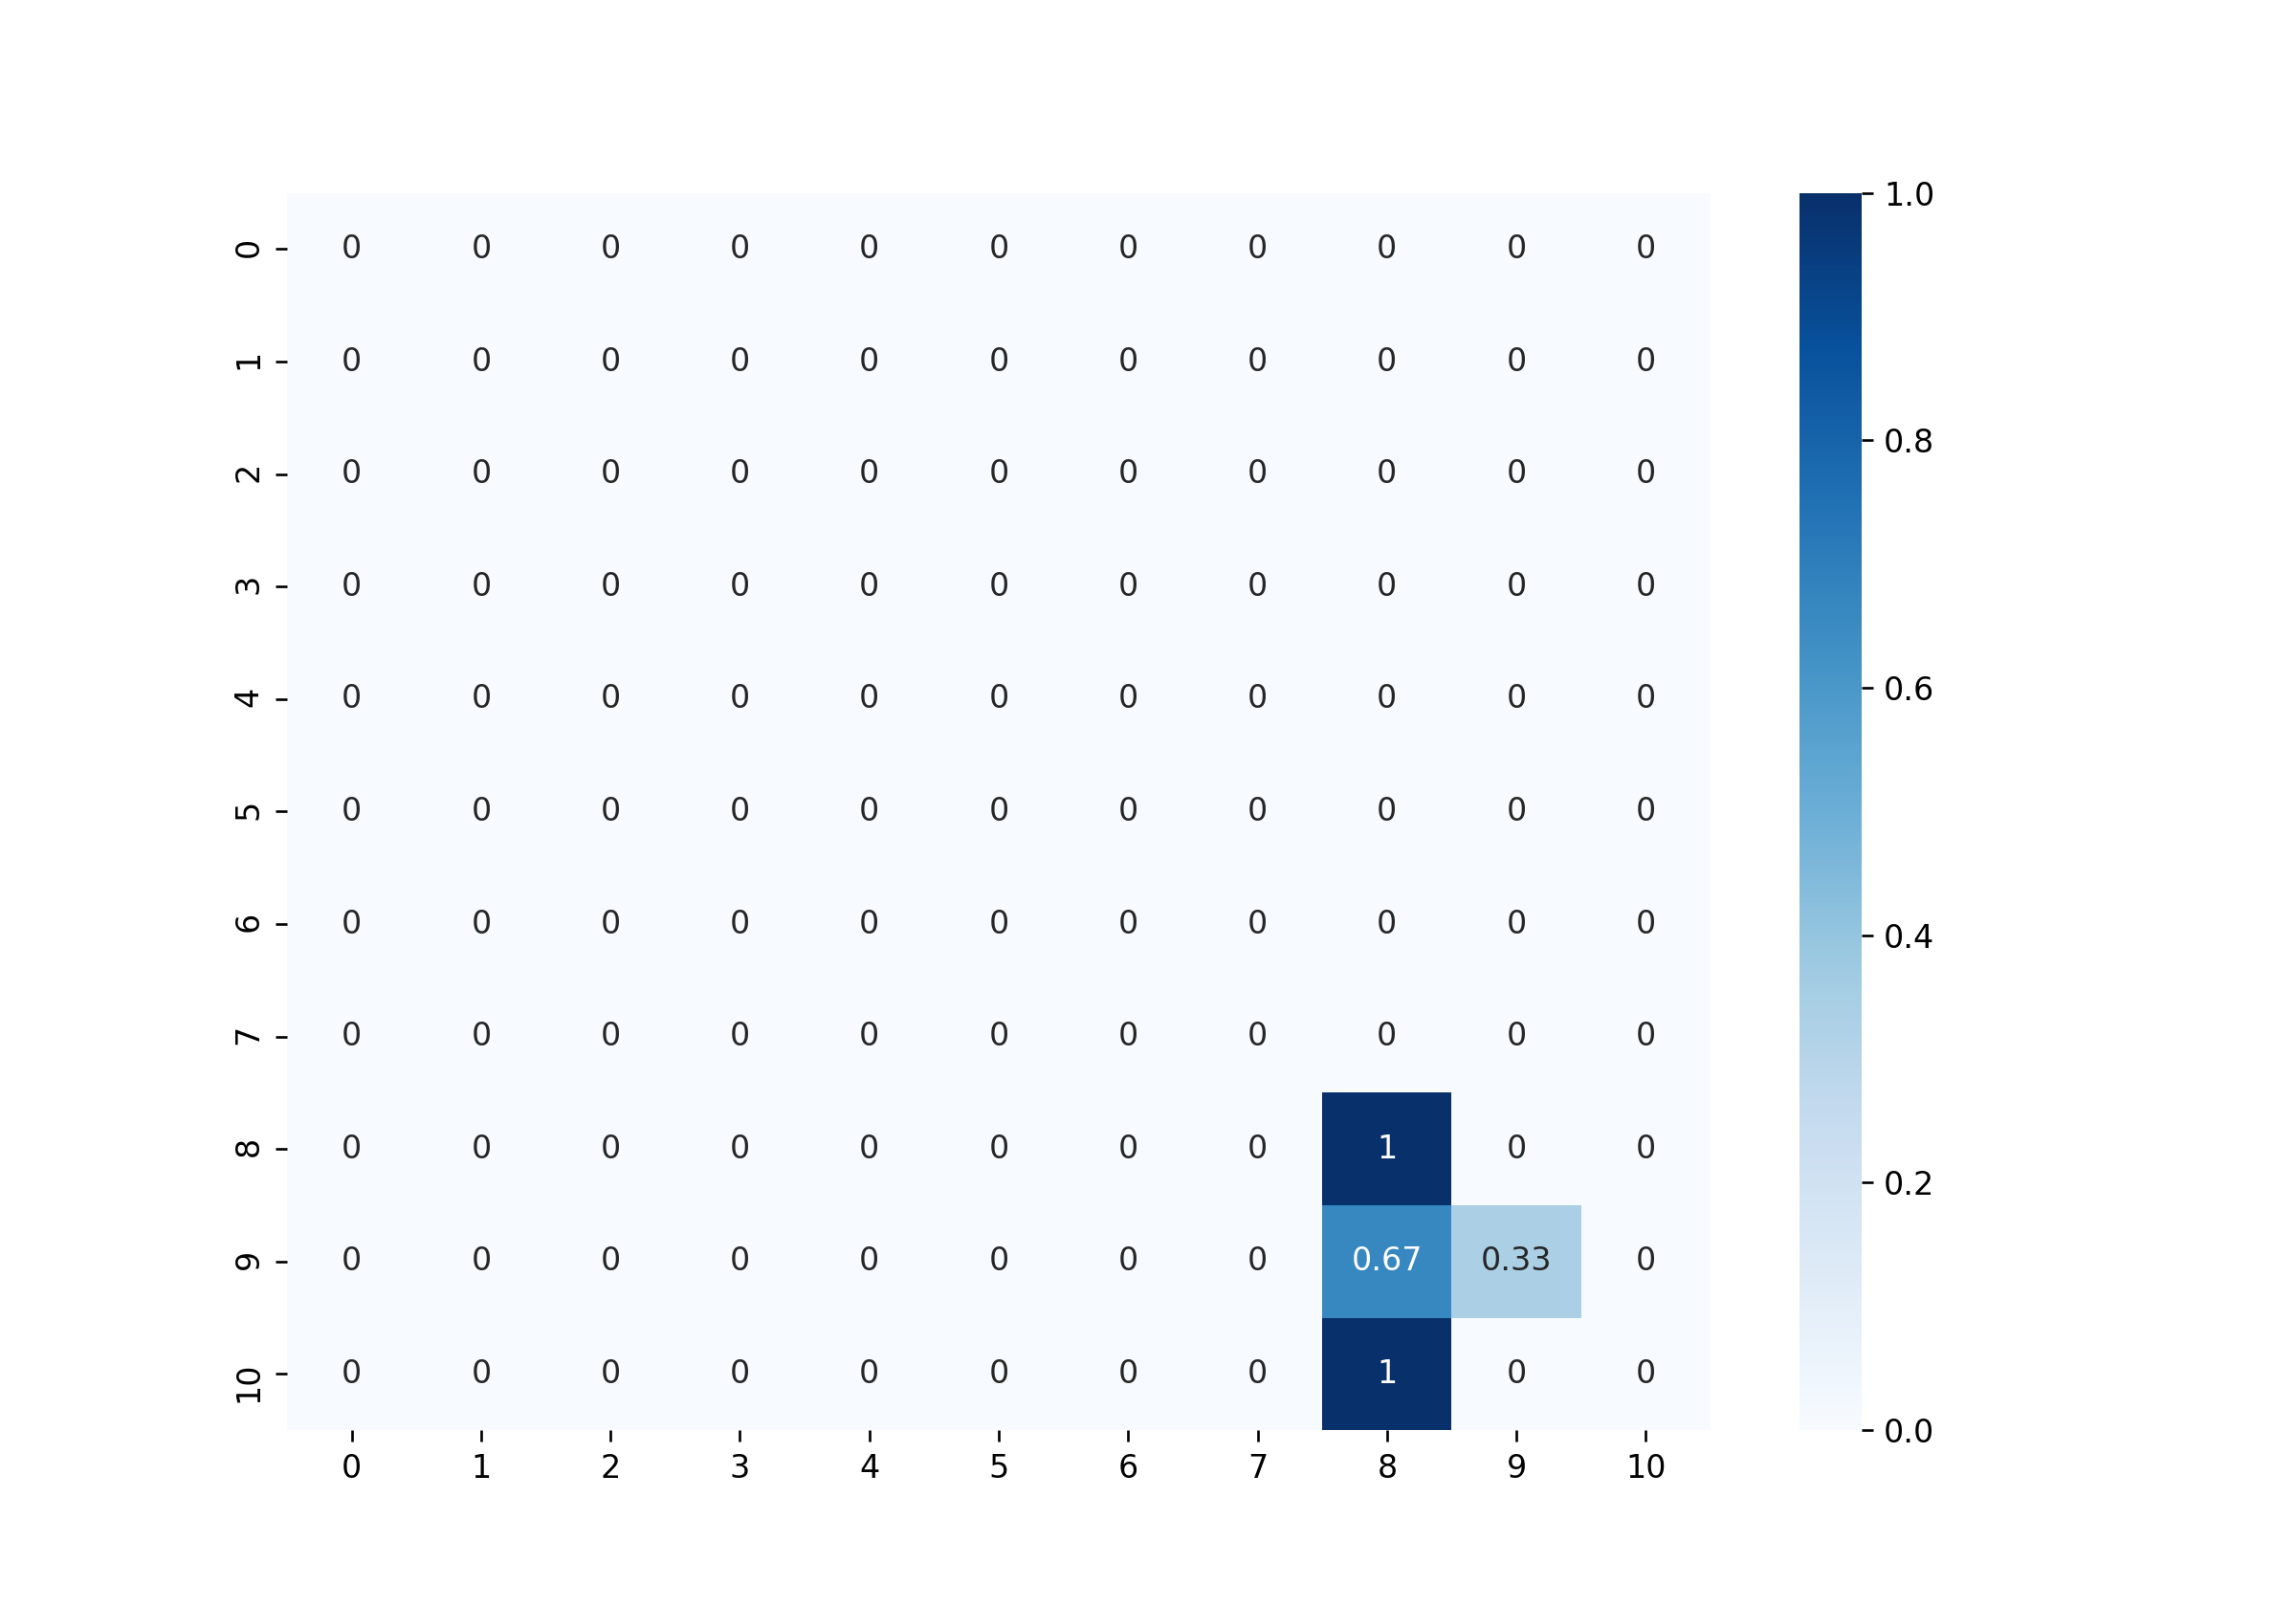 0 0 0 0 0 0 0 0 0 0 0 0
1 0 0 0 0 0 0 0 0 0 0 0
2 0 0 0 0 0 0 0 0 0 0 0
3 0 0 0 0 0 0 0 0 0 0 0
4 0 0 0 0 0 0 0 0 0 0 0
5 0 0 0 0 0 0 0 0 0 0 0
6 0 0 0 0 0 0 0 0 0 0 0
7 0 0 0 0 0 0 0 0 0 0 0
8 0 0 0 0 0 0 0 0 1 0 0
9 0 0 0 0 0 0 0 0 0.67 0.33 0
10 0 0 0 0 0 0 0 0 1 0 0
0 1 2 3 4 5 6 7 8 9 10
1.0
0.8
0.6
0.4
0.2
0.0